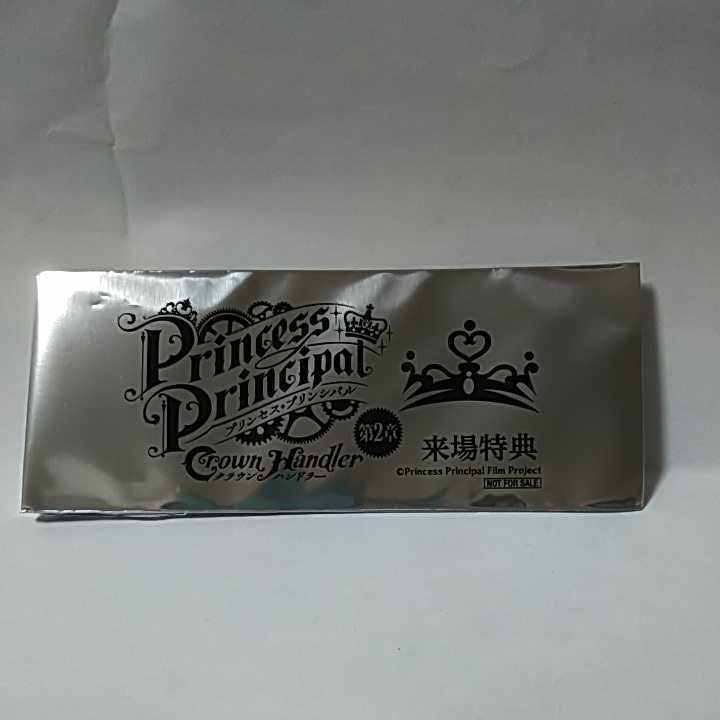 Princess
Principal
プリンセス・プリンシパル
Crown Handler
クラウン ハンドラー
第2章
来場特典
©Princess Principal Film Project
NOT FOR SALE